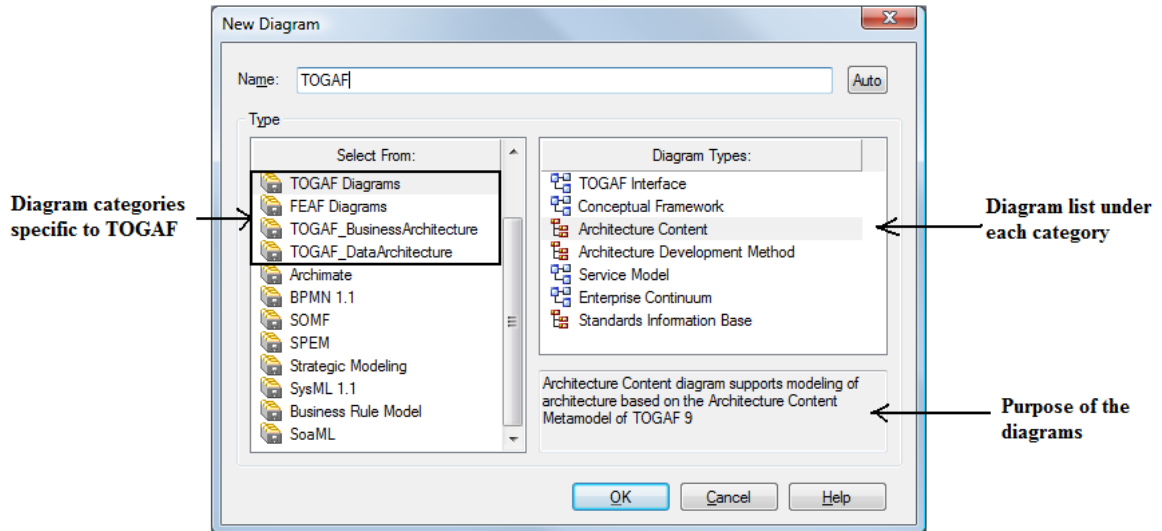 New Diagram
Name:
TOGAF
Auto
Type
Select From:
TOGAF Diagrams
FEAF Diagrams
TOGAF_BusinessArchitecture
TOGAF_DataArchitecture
Archimate
BPMN 1.1
SOMF
SPEM
Strategic Modeling
SysML 1.1
Business Rule Model
SoaML
Diagram Types:
TOGAF Interface
Conceptual Framework
Architecture Content
Architecture Development Method
Service Model
Enterprise Continuum
Standards Information Base
Architecture Content diagram supports modeling of
architecture based on the Architecture Content
Metamodel of TOGAF 9
OK
Cancel
Help
Diagram categories
specific to TOGAF
Diagram list under
each category
Purpose of the
diagrams